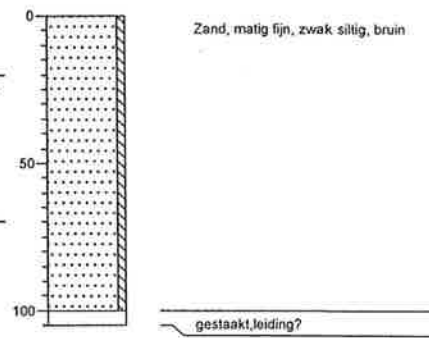 0
Zand, matig fijn, zwak siltig, bruin
50
100
gestaakt,leiding?